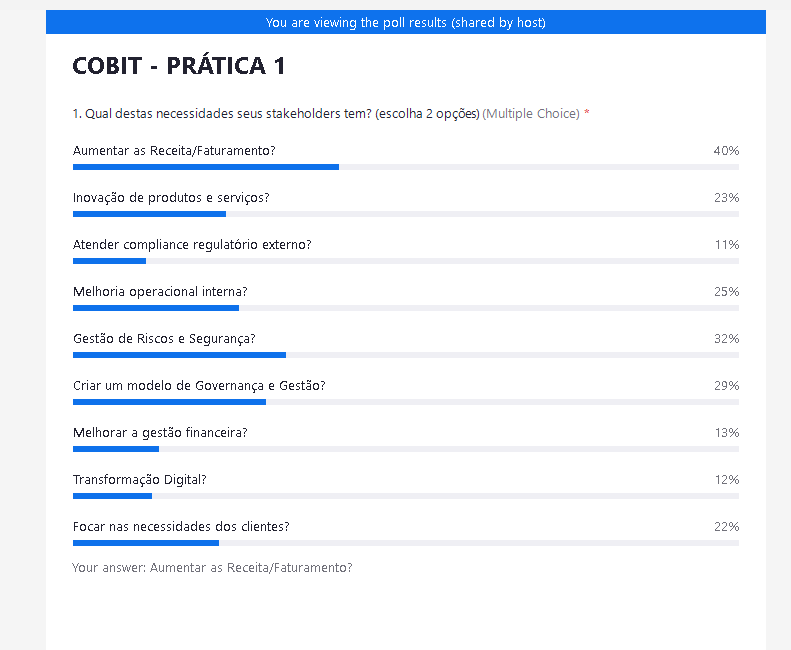 You are viewing the poll results (shared by host)
COBIT - PRÁTICA 1
1. Qual destas necessidades seus stakeholders tem? (escolha 2 opções) (Multiple Choice) *
Aumentar as Receita/Faturamento? 40%
Inovação de produtos e serviços? 23%
Atender compliance regulatório externo? 11%
Melhoria operacional interna? 25%
Gestão de Riscos e Segurança? 32%
Criar um modelo de Governança e Gestão? 29%
Melhorar a gestão financeira? 13%
Transformação Digital? 12%
Focar nas necessidades dos clientes? 22%
Your answer: Aumentar as Receita/Faturamento?